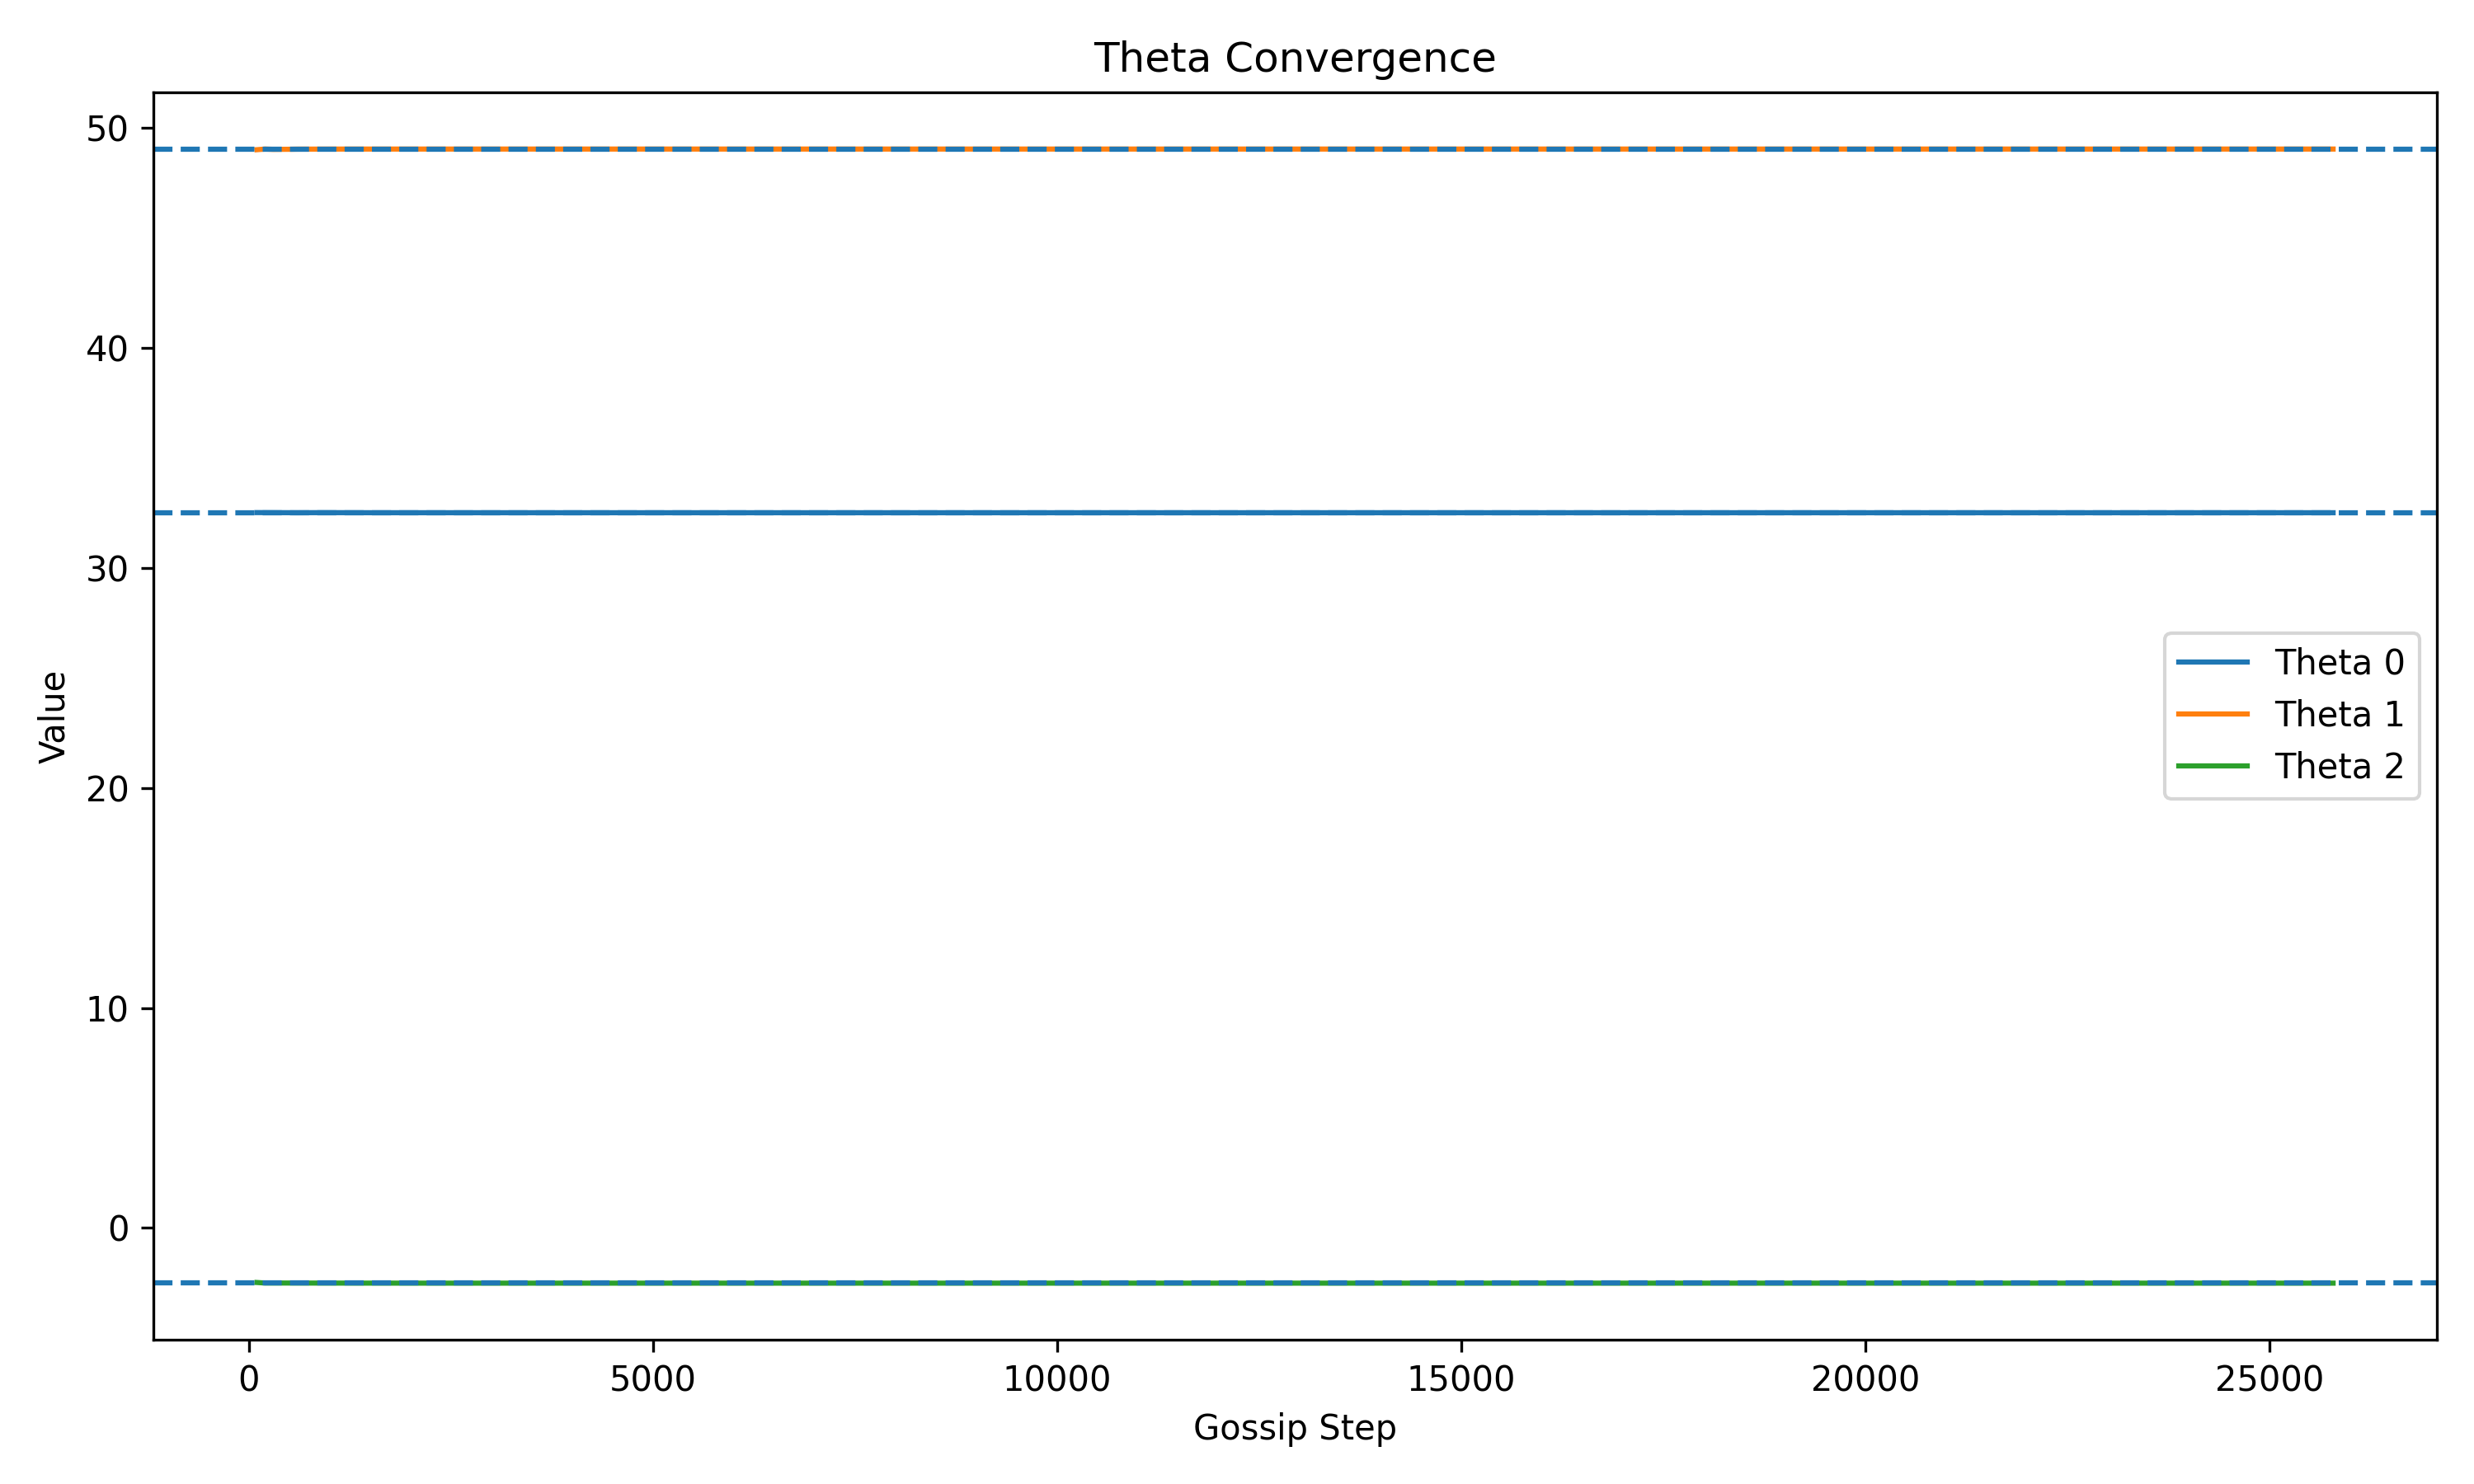 Theta Convergence
50
40
30
20
10
0
Value
Theta 0
Theta 1
Theta 2
0 5000 10000 15000 20000 25000
Gossip Step